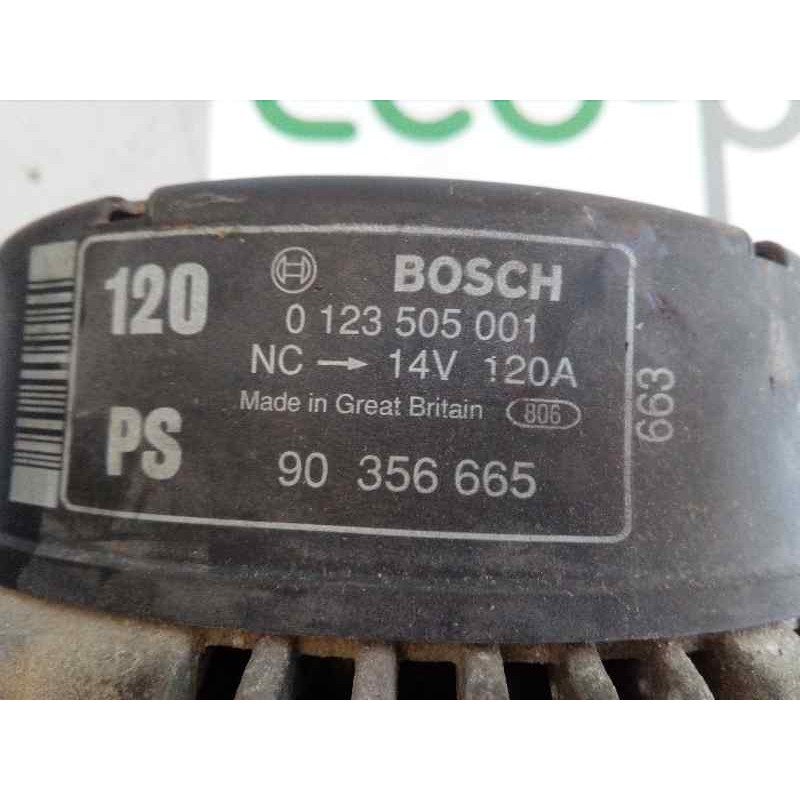 120
BOSCH
0 123 505 001
NC → 14V 120A
Made in Great Britain 806
PS
90 356 665
663